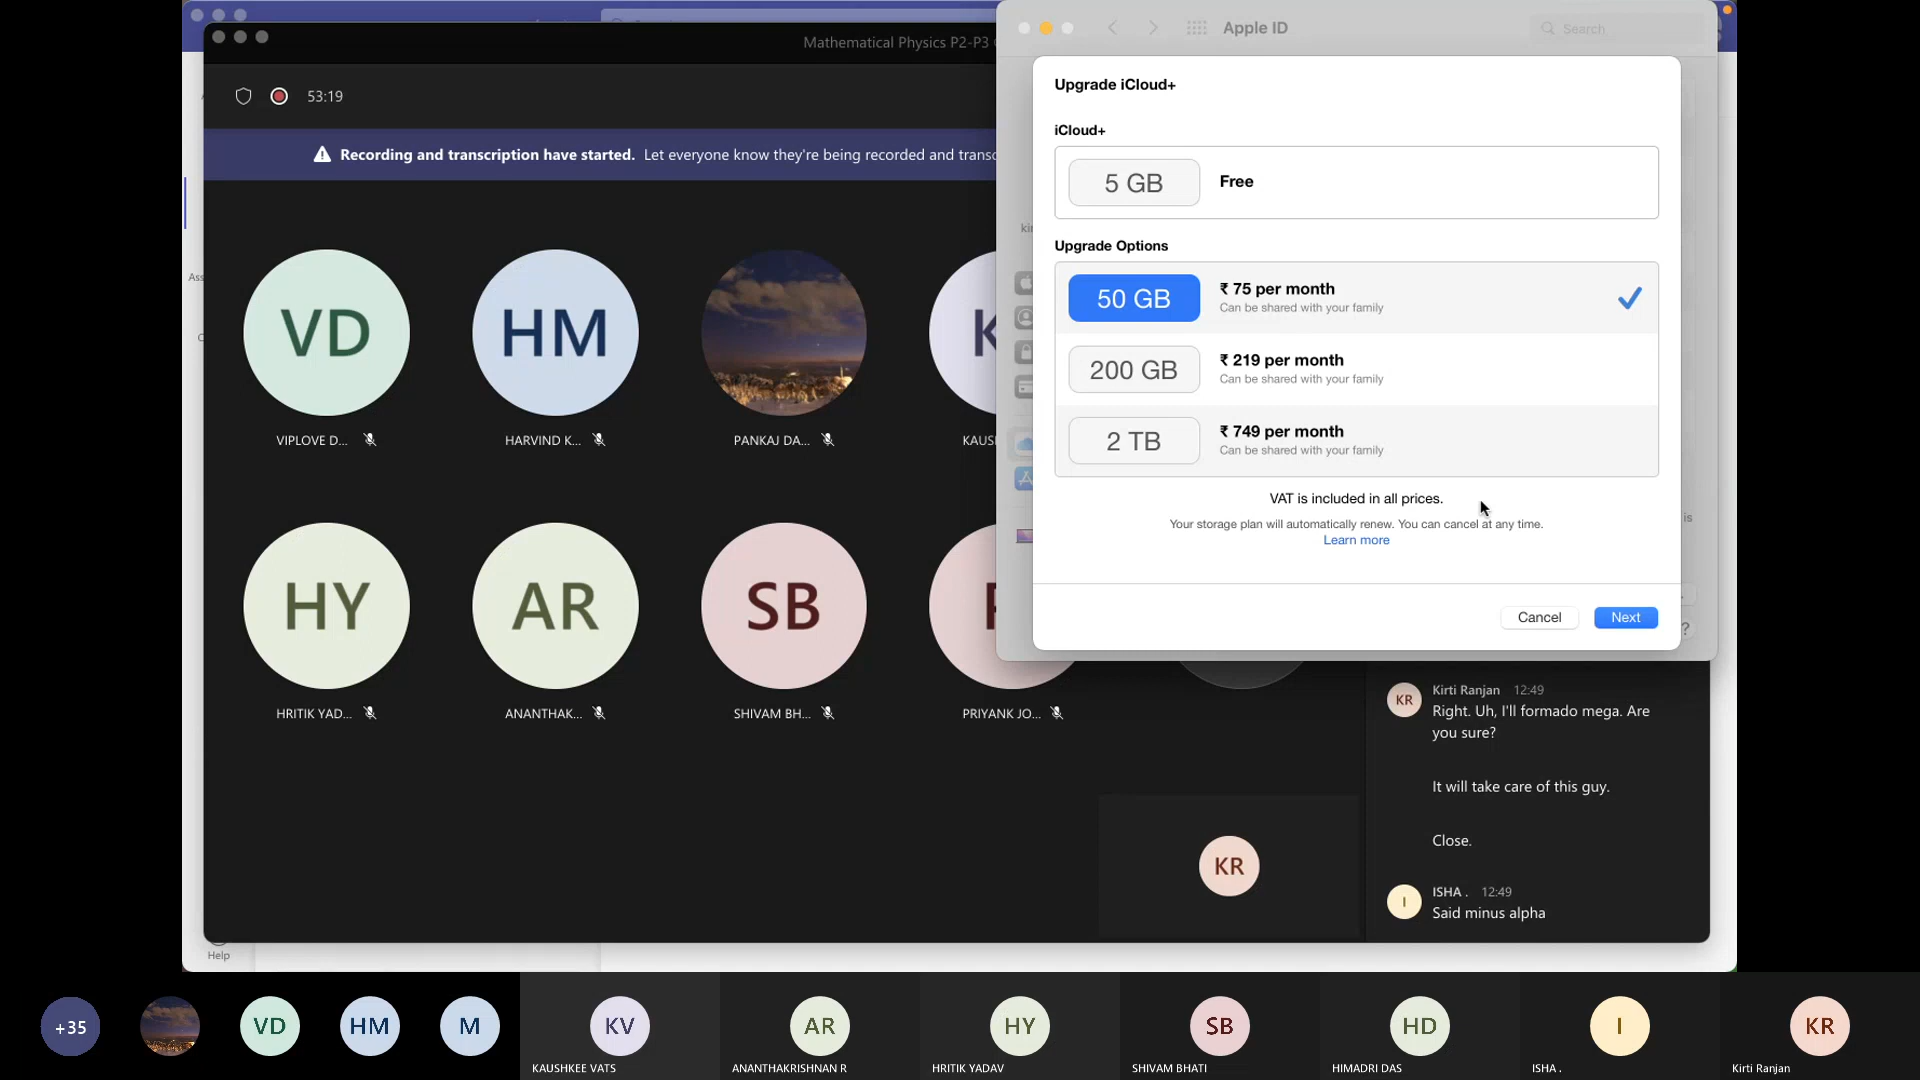 Mathematical Physics P2-P3
53:19
Recording and transcription have started. Let everyone know they're being recorded and transc
VD
HM
K
VIPLOVE D...
HARVIND K...
PANKAJ DA...
KAUS
HY
AR
SB
HRITIK YAD...
ANANTHAK...
SHIVAM BH...
PRIYANK JO...
KR
Ass
Help
Apple ID
Search
Upgrade iCloud+
iCloud+
5 GB
Free
Upgrade Options
50 GB
₹ 75 per month
Can be shared with your family
200 GB
₹ 219 per month
Can be shared with your family
2 TB
₹ 749 per month
Can be shared with your family
VAT is included in all prices.
Your storage plan will automatically renew. You can cancel at any time.
Learn more
Cancel
Next
?
is
KR
Kirti Ranjan 12:49
Right. Uh, I'll formado mega. Are
you sure?
It will take care of this guy.
Close.
I
ISHA . 12:49
Said minus alpha
+35
VD
HM
M
KV
AR
HY
SB
HD
I
KR
KAUSHKEE VATS
ANANTHAKRISHNAN R
HRITIK YADAV
SHIVAM BHATI
HIMADRI DAS
ISHA .
Kirti Ranjan